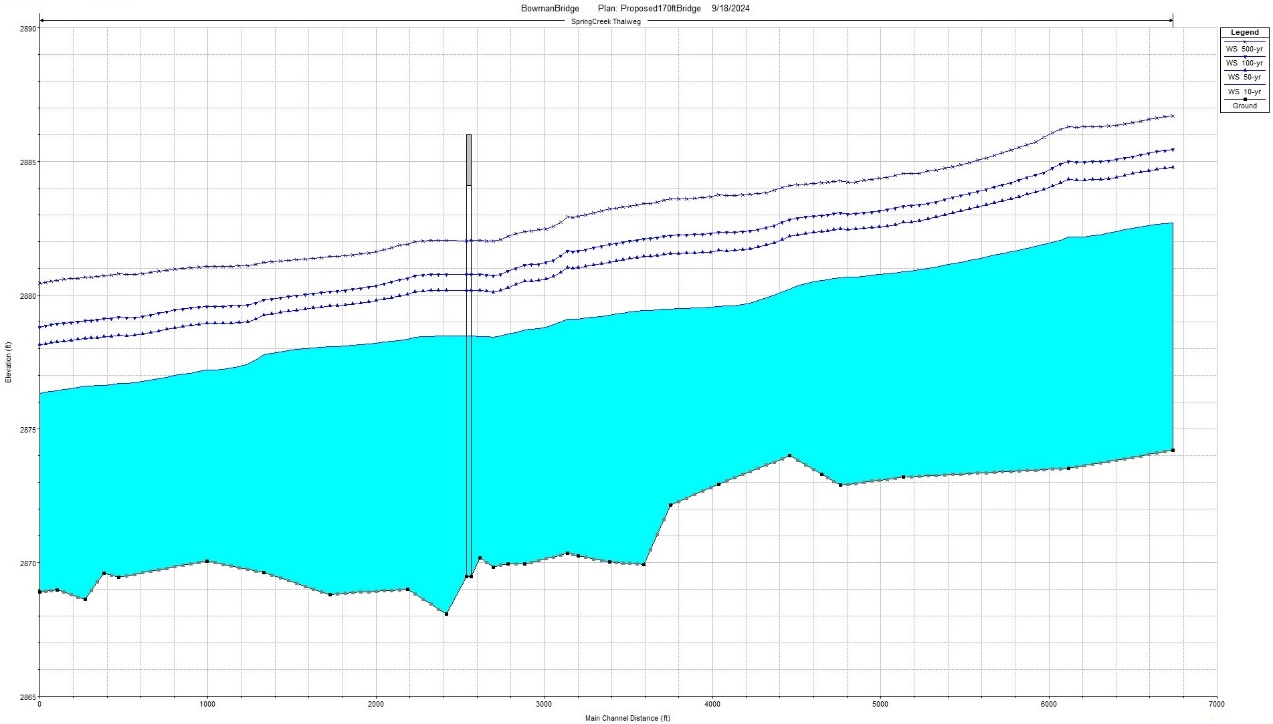 BowmanBridge Plan: Proposed170ftBridge 9/18/2024
SpringCreek Thalweg
Legend
WS 500-yr
WS 100-yr
WS 50-yr
WS 10-yr
Ground
2890
2885
2880
2875
2870
2865
Elevation (ft)
0 1000 2000 3000 4000 5000 6000 7000
Main Channel Distance (ft)